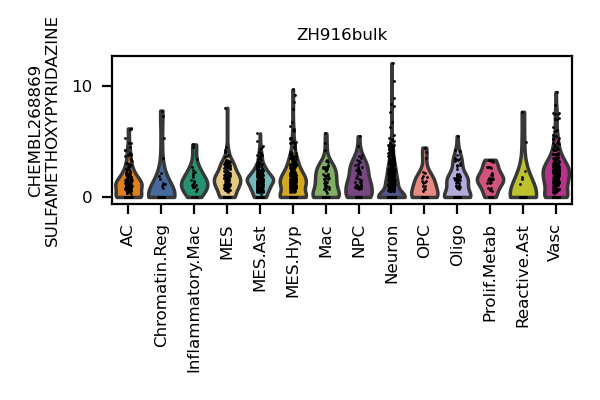 ZH916bulk
CHEMBL268869
SULFAMETHOXYPYRIDAZINE
10
0
AC
Chromatin.Reg
Inflammatory.Mac
MES
MES.Ast
MES.Hyp
Mac
NPC
Neuron
OPC
Oligo
Prolif.Metab
Reactive.Ast
Vasc